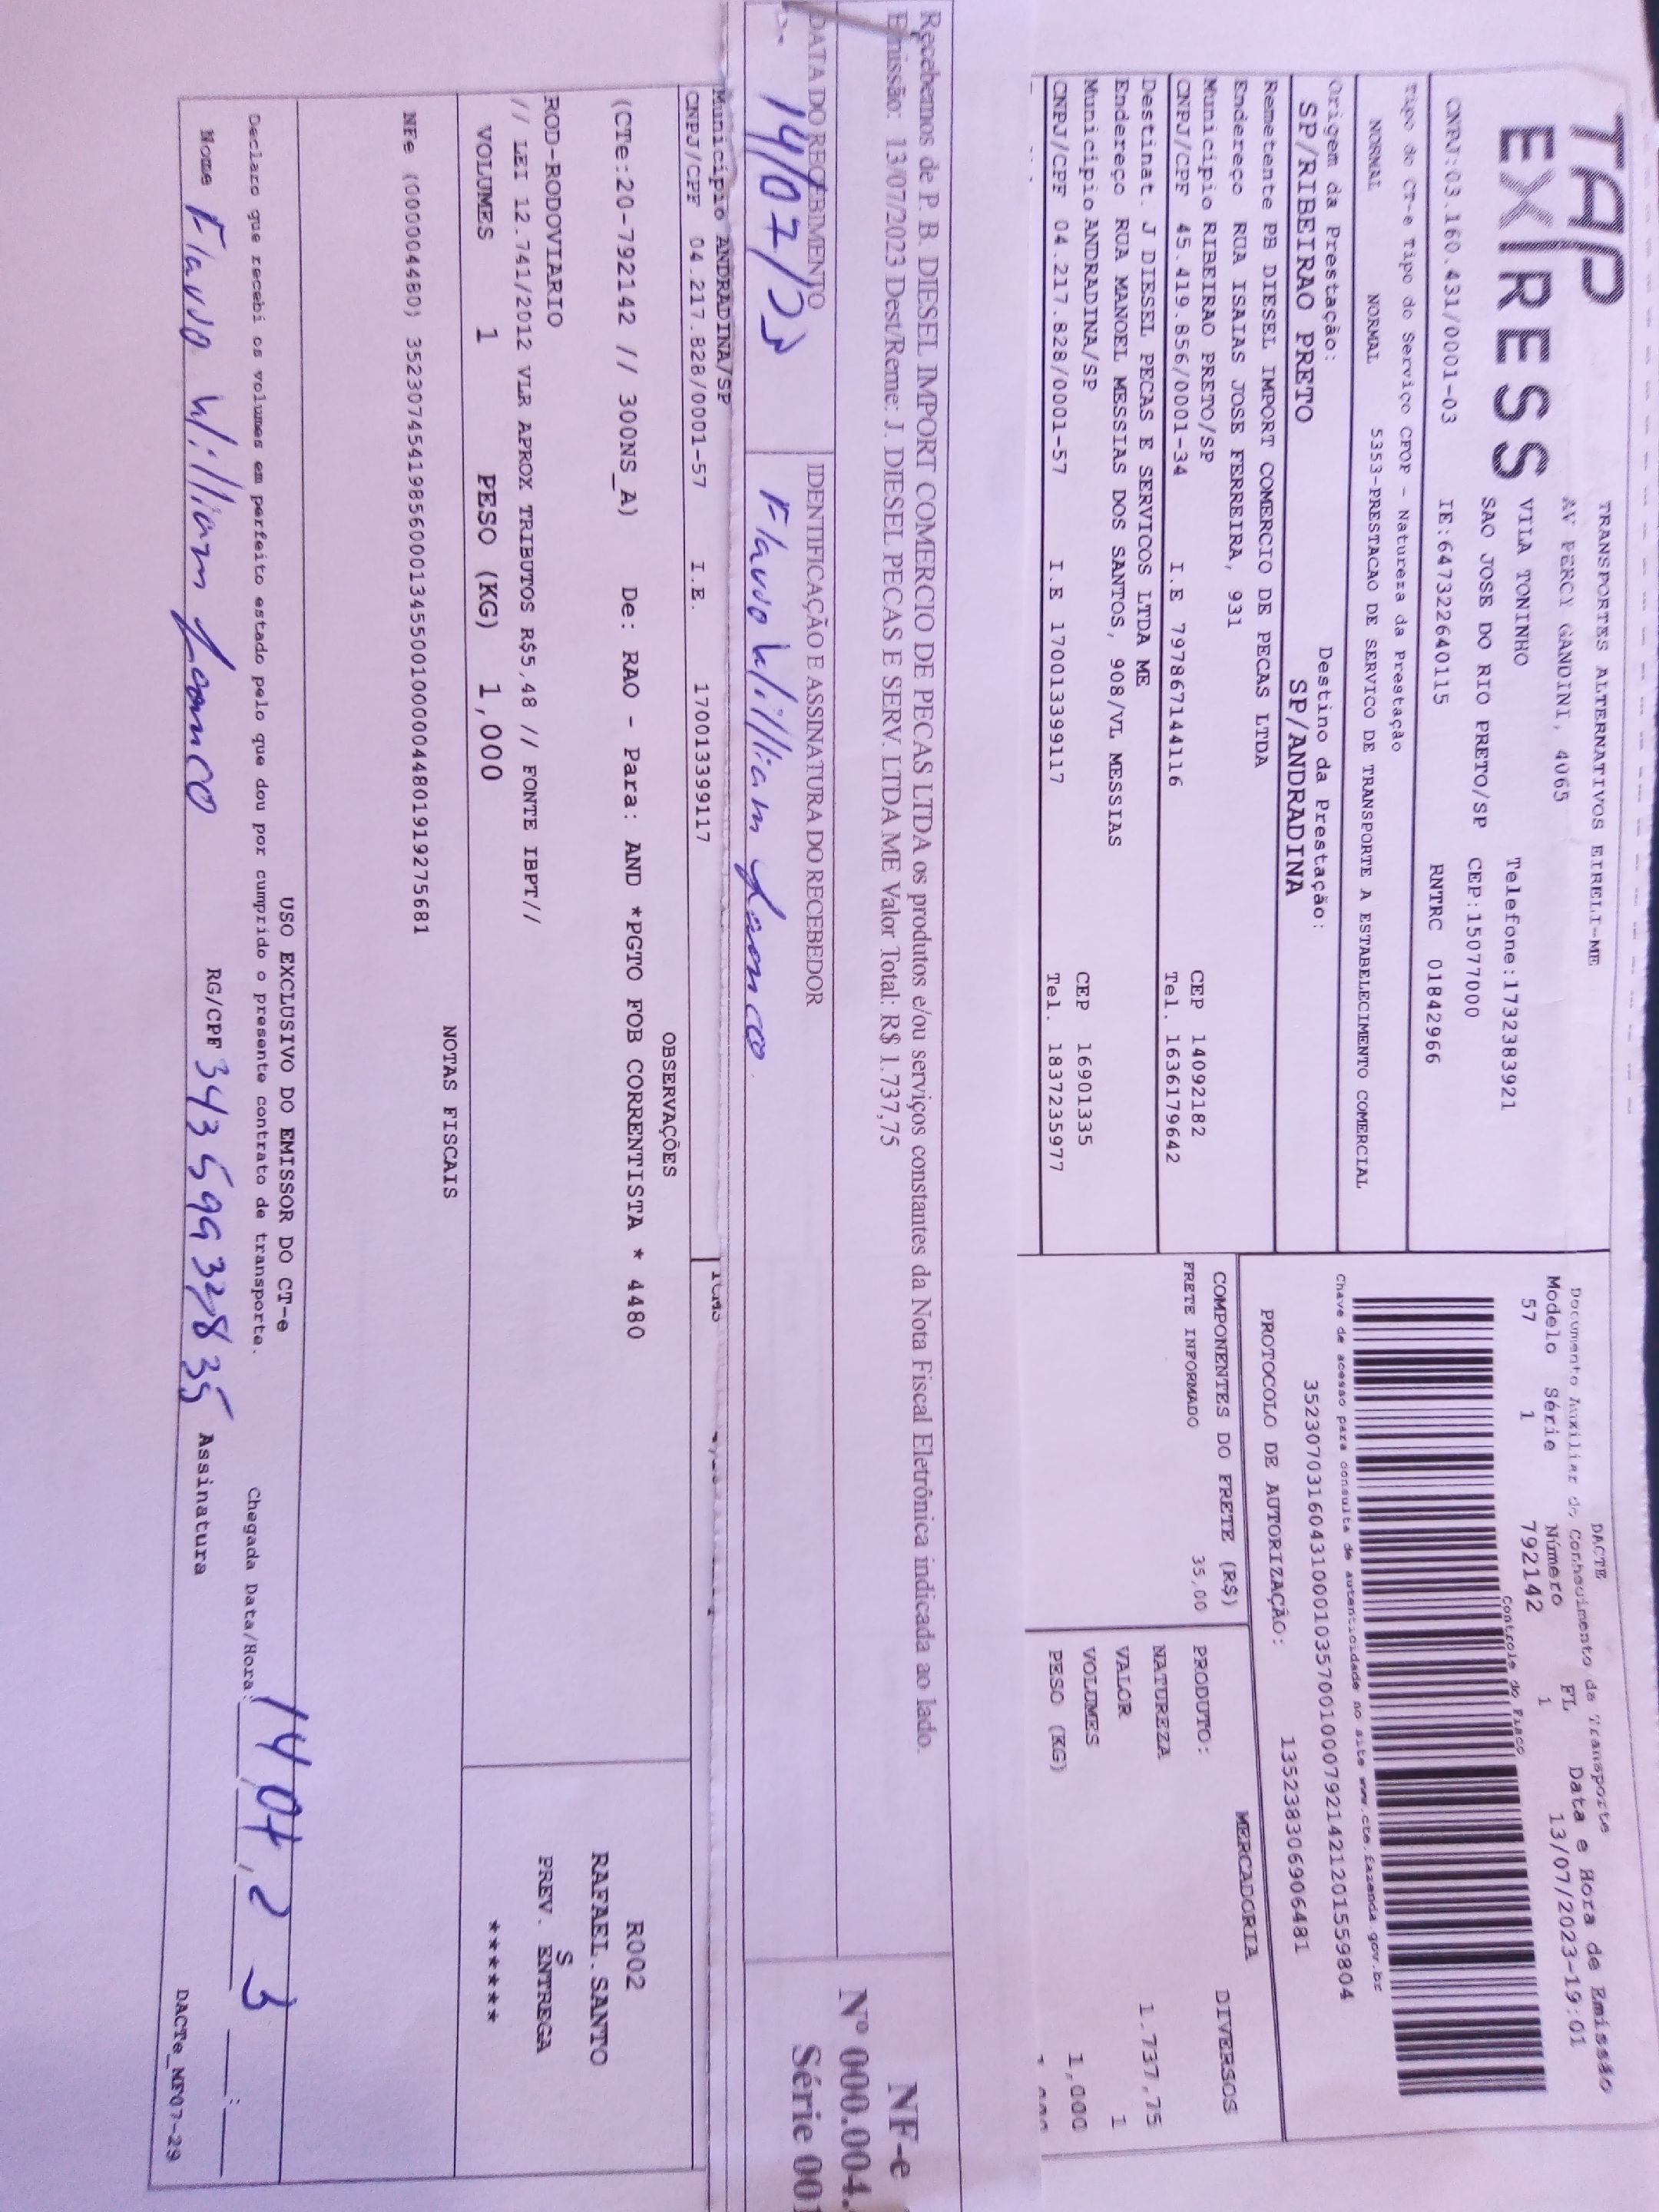 TAP
EXPRESS
TRANSPORTES ALTERNATIVOS EIRELI-ME
AV PERCY GANDINI, 4065
VILA TONINHO Telefone:1732383921
SAO JOSE DO RIO PRETO/SP CEP:15077000
CNPJ:03.160.431/0001-03 IE:647322640115 RNTRC 01842966
Tipo do CT-e Tipo do Serviço CFOP - Natureza da Prestação
NORMAL NORMAL 5353-PRESTACAO DE SERVICO DE TRANSPORTE A ESTABELECIMENTO COMERCIAL
Origem da Prestação: Destino da Prestação:
SP/RIBEIRAO PRETO SP/ANDRADINA
Remetente PB DIESEL IMPORT COMERCIO DE PECAS LTDA
Endereço RUA ISAIAS JOSE FERREIRA, 931
Municipio RIBEIRAO PRETO/SP CEP 14092182
CNPJ/CPF 45.419.856/0001-34 I.E 797867144116 Tel. 1636179642
Destinat. J DIESEL PECAS E SERVICOS LTDA ME
Endereço RUA MANOEL MESSIAS DOS SANTOS, 908/VL MESSIAS
Municipio ANDRADINA/SP CEP 16901335
CNPJ/CPF 04.217.828/0001-57 I.E 170013399117 Tel. 1837235977
DACTE
Documento Auxiliar do Conhecimento de Transporte
Modelo Série Número FL Data e Hora de Emissão
57 1 792142 1 13/07/2023-19:01
Controle do Fisco
Chave de acesso para consulta de autenticidade no site www.cte.fazenda.gov.br
35230703160431000103570010007921421201559804
PROTOCOLO DE AUTORIZAÇÃO: 135238306906481
COMPONENTES DO FRETE (R$)
FRETE INFORMADO 35,00
MERCADORIA
PRODUTO: DIVERSOS
NATUREZA
VALOR 1.737,75
VOLUMES 1
PESO (KG) 1,000
Recebemos de P. B. DIESEL IMPORT COMERCIO DE PECAS LTDA os produtos e/ou serviços constantes da Nota Fiscal Eletrônica indicada ao lado.
Emissão: 13/07/2023 Dest/Reme: J. DIESEL PECAS E SERV. LTDA ME Valor Total: R$ 1.737,75
DATA DO RECEBIMENTO IDENTIFICAÇÃO E ASSINATURA DO RECEBEDOR
14/07/23 Flavio Willian
NF-e
Nº 000.004.
Série 001
Municipio ANDRADINA/SP
CNPJ/CPF 04.217.828/0001-57 I.E. 170013399117
OBSERVAÇÕES
(CTe:20-792142 // 300NS_A) De: RAO - Para: AND *PGTO FOB CORRENTISTA * 4480
ROD-RODOVIARIO
// LEI 12.741/2012 VLR APROX TRIBUTOS R$5,48 // FONTE IBPT//
VOLUMES 1 PESO (KG) 1,000
R002
RAFAEL.SANTO
S
PREV. ENTREGA
******
NOTAS FISCAIS
NFe (000004480) 35230745419856000134550010000044801919275681
USO EXCLUSIVO DO EMISSOR DO CT-e
Declaro que recebi os volumes em perfeito estado pelo que dou por cumprido o presente contrato de transporte. Chegada Data/Hora: 14 07, 23 :
Nome Flavio Willian RG/CPF 34359932835 Assinatura
DACTe_NF07-29